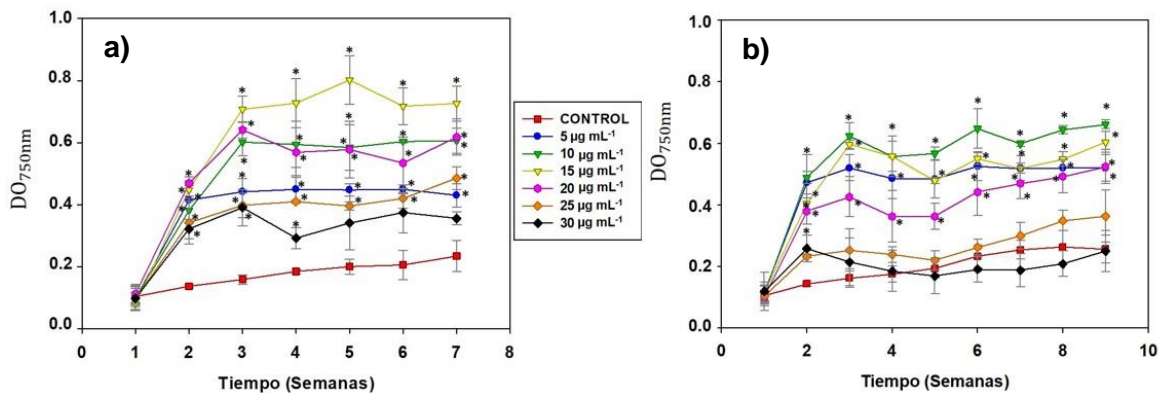 a)
1.0
0.8
0.6
0.4
0.2
0.0
DO750nm
0 1 2 3 4 5 6 7 8
Tiempo (Semanas)
CONTROL
5 µg mL-1
10 µg mL-1
15 µg mL-1
20 µg mL-1
25 µg mL-1
30 µg mL-1
b)
1.0
0.8
0.6
0.4
0.2
0.0
DO750nm
0 2 4 6 8 10
Tiempo (Semanas)